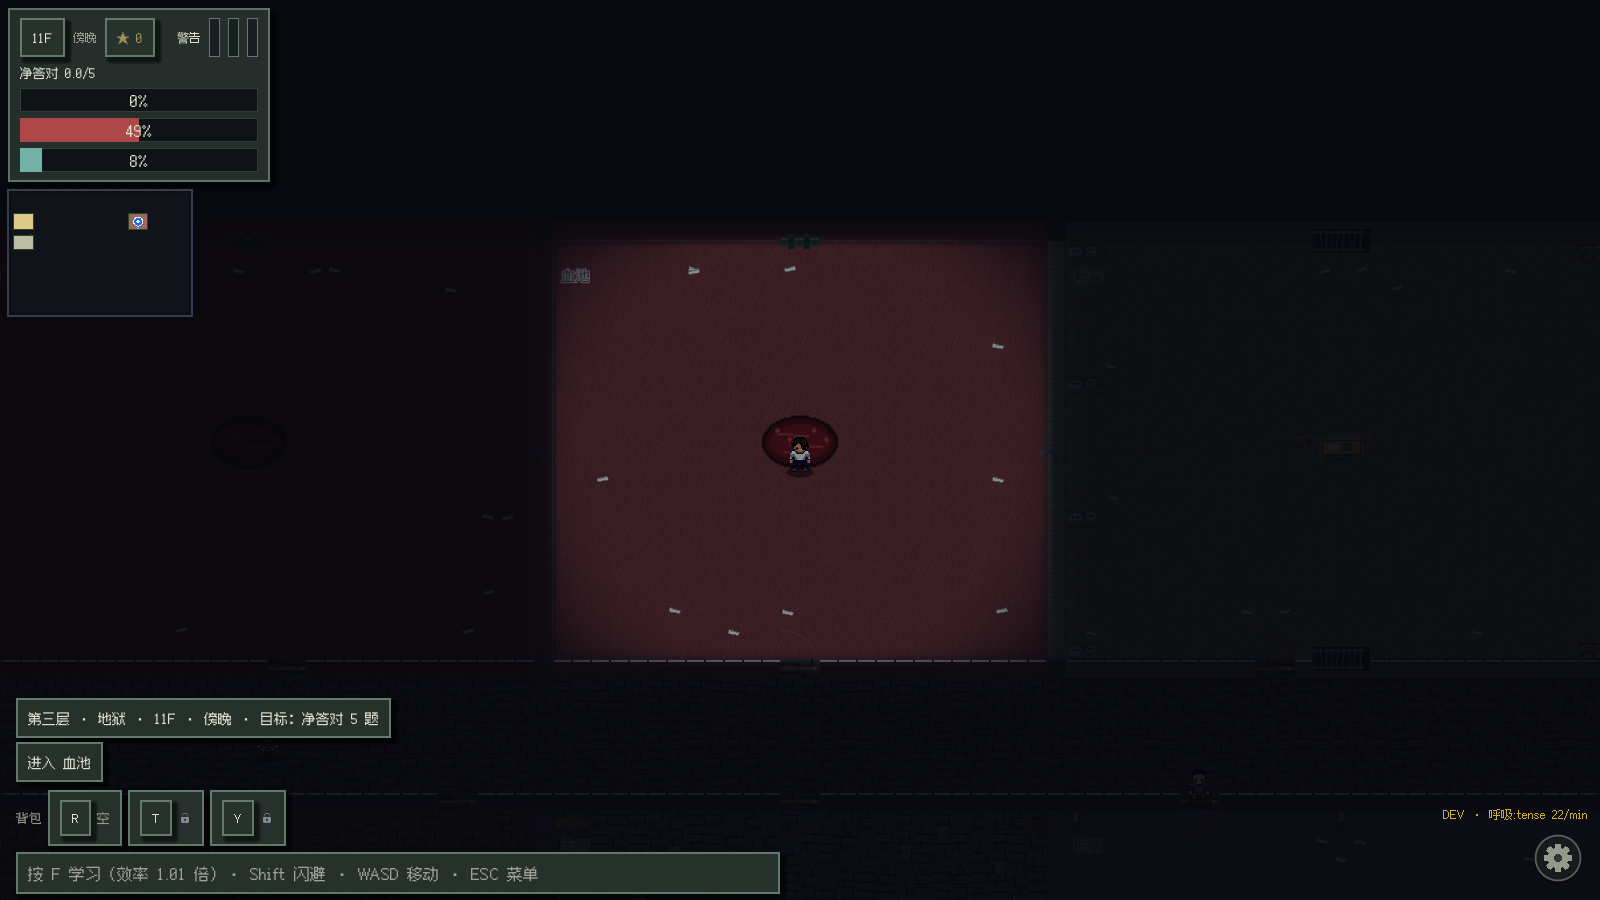 11F 傍晚 ★ 0 警告
净答对 0.0/5
0%
49%
8%
血池
第三层 · 地狱 · 11F · 傍晚 · 目标: 净答对 5 题
进入 血池
背包 R 空 T Y
DEV · 呼吸:tense 22/min
按 F 学习 (效率 1.01 倍) · Shift 闪避 · WASD 移动 · ESC 菜单